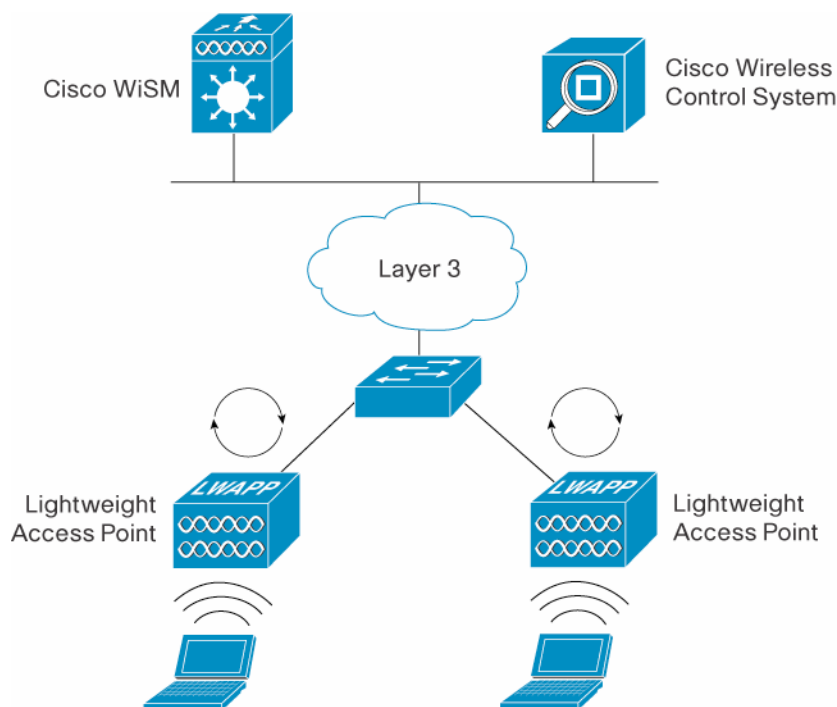 Cisco WiSM
Cisco Wireless
Control System
Layer 3
LWAPP
LWAPP
Lightweight
Access Point
Lightweight
Access Point